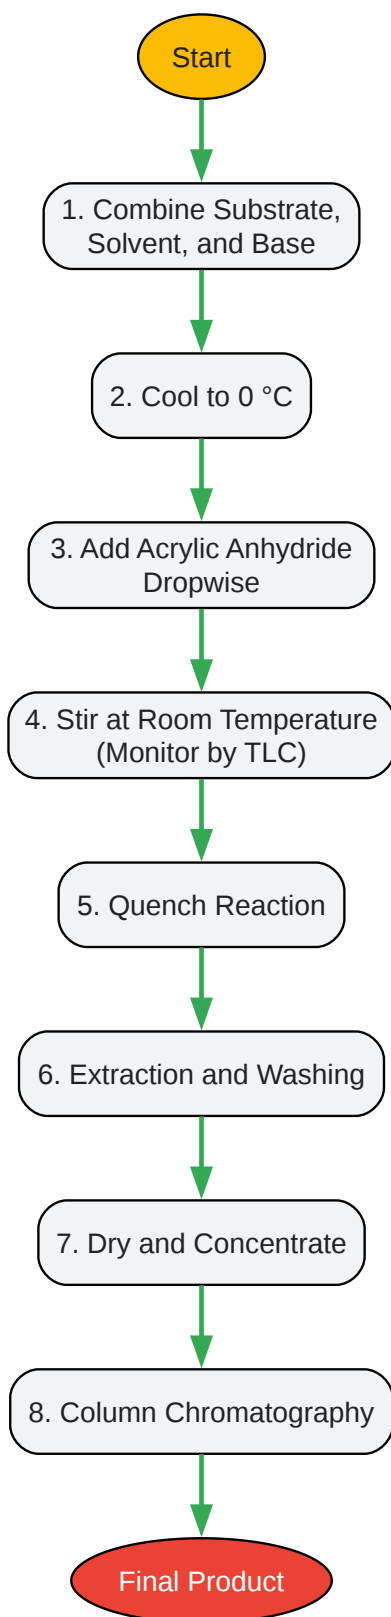 Start
1. Combine Substrate,
Solvent, and Base
2. Cool to 0 °C
3. Add Acrylic Anhydride
Dropwise
4. Stir at Room Temperature
(Monitor by TLC)
5. Quench Reaction
6. Extraction and Washing
7. Dry and Concentrate
8. Column Chromatography
Final Product